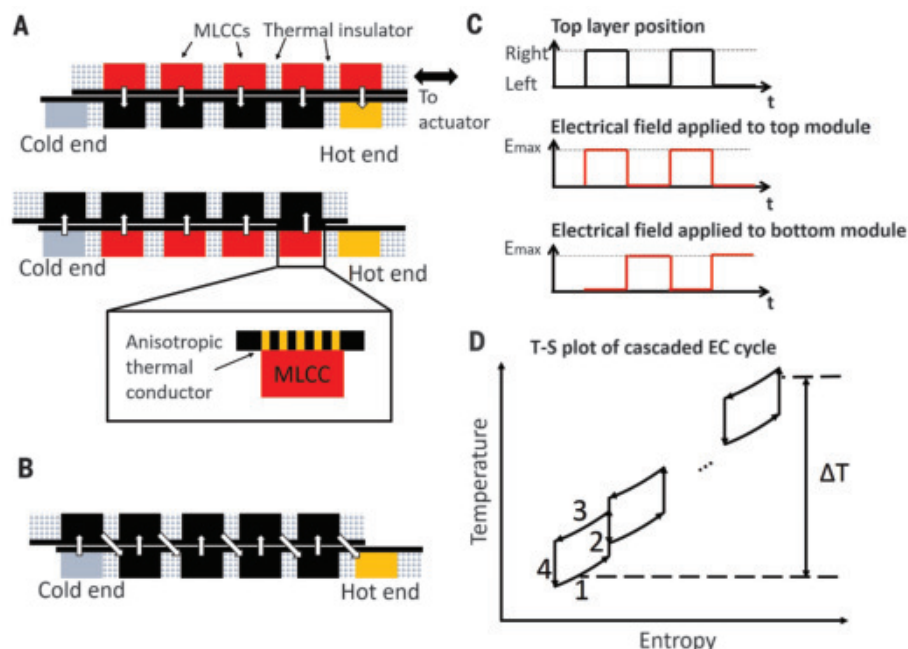 A
MLCCs
Thermal insulator
To
actuator
Cold end
Hot end
Cold end
Hot end
Anisotropic
thermal
conductor
MLCC
B
Cold end
Hot end
C
Top layer position
Right
Left
t
Electrical field applied to top module
Emax
t
Electrical field applied to bottom module
Emax
t
D
T-S plot of cascaded EC cycle
Temperature
3
2
4
1
...
ΔT
Entropy